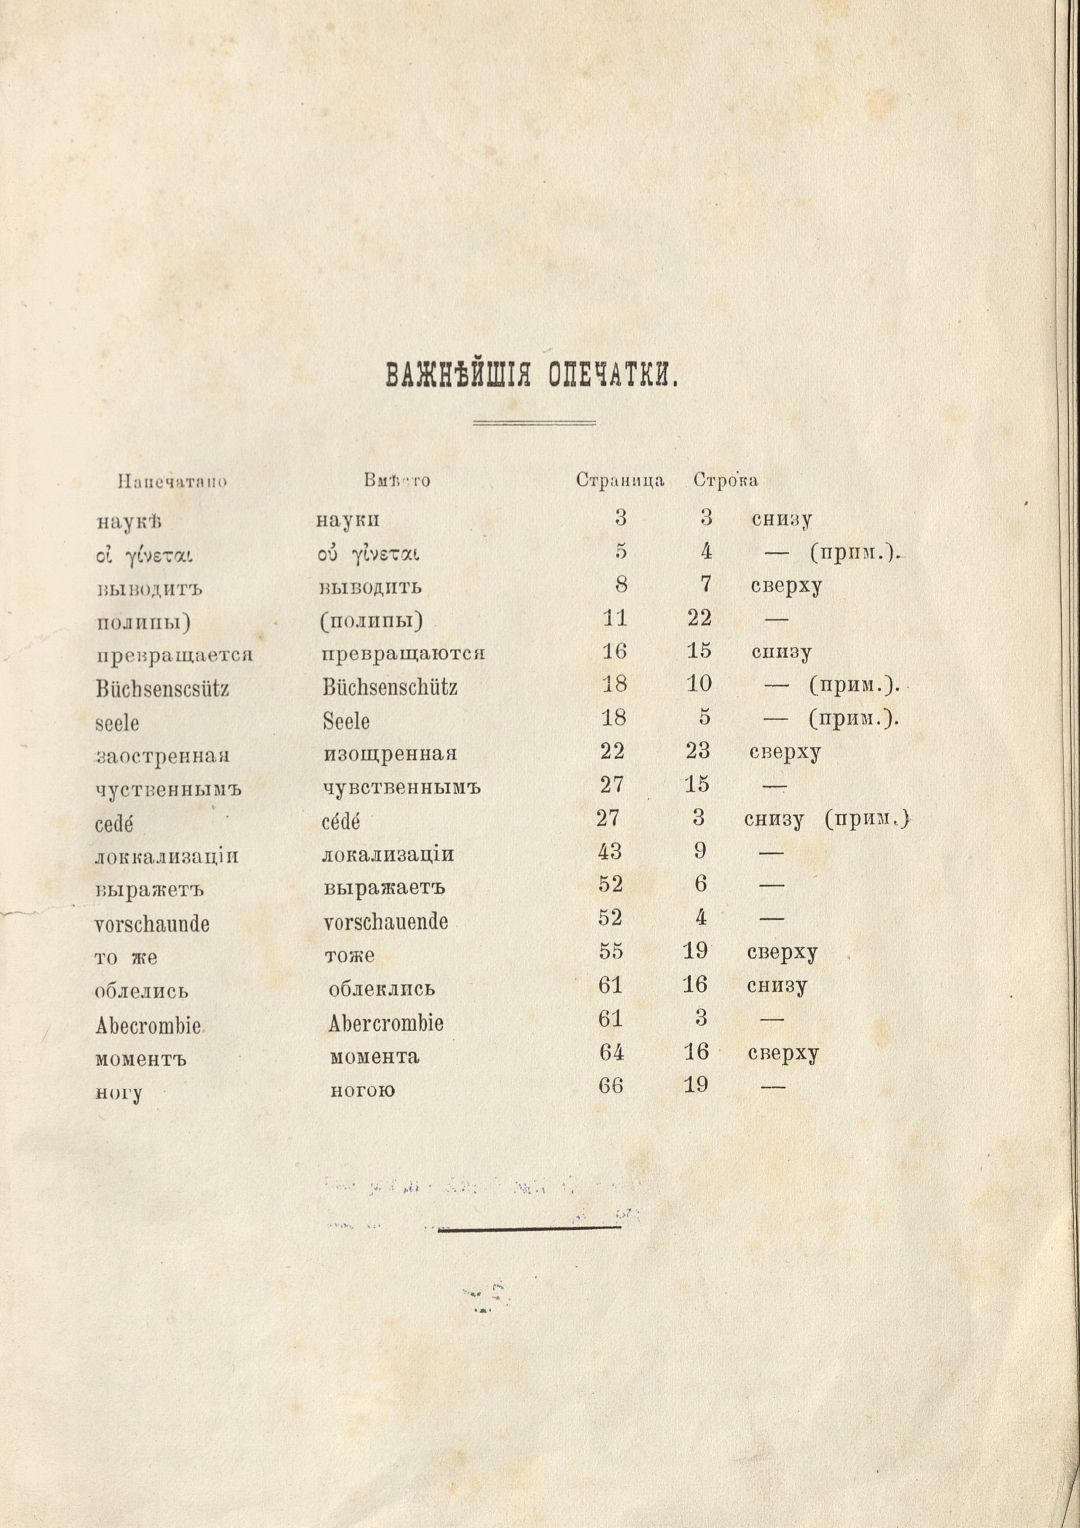 ВАЖНѢЙШІЯ ОПЕЧАТКИ.
Напечатано Вмѣсто Страница Строка
наукѣ науки 3 3 снизу
οἰ γίνεται οὐ γίνεται 5 4 — (прим.).
выводитъ выводить 8 7 сверху
полипы) (полипы) 11 22 —
превращается превращаются 16 15 снизу
Büchsenscsütz Büchsenschütz 18 10 — (прим.).
seele Seele 18 5 — (прим.).
заостренная изощренная 22 23 сверху
чуственнымъ чувственнымъ 27 15 —
cedé cédé 27 3 снизу (прим.)
локкализаціи локализаціи 43 9 —
выражетъ выражаетъ 52 6 —
vorschaunde vorschauende 52 4 —
то же тоже 55 19 сверху
облелись облеклись 61 16 снизу
Abecrombie Abercrombie 61 3 —
моментъ момента 64 16 сверху
ногу ногою 66 19 —